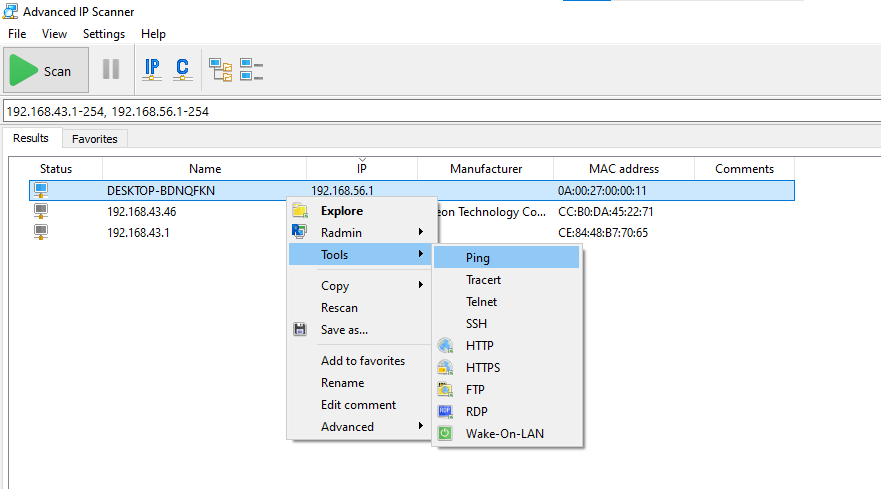 Advanced IP Scanner
File View Settings Help
Scan IP C
192.168.43.1-254, 192.168.56.1-254
Results Favorites
Status Name IP Manufacturer MAC address Comments
DESKTOP-BDNQFKN 192.168.56.1 0A:00:27:00:00:11
192.168.43.46 eon Technology Co... CC:B0:DA:45:22:71
192.168.43.1 CE:84:48:B7:70:65
Explore
Radmin
Tools
Copy
Rescan
Save as...
Add to favorites
Rename
Edit comment
Advanced
Ping
Tracert
Telnet
SSH
HTTP
HTTPS
FTP
RDP
Wake-On-LAN